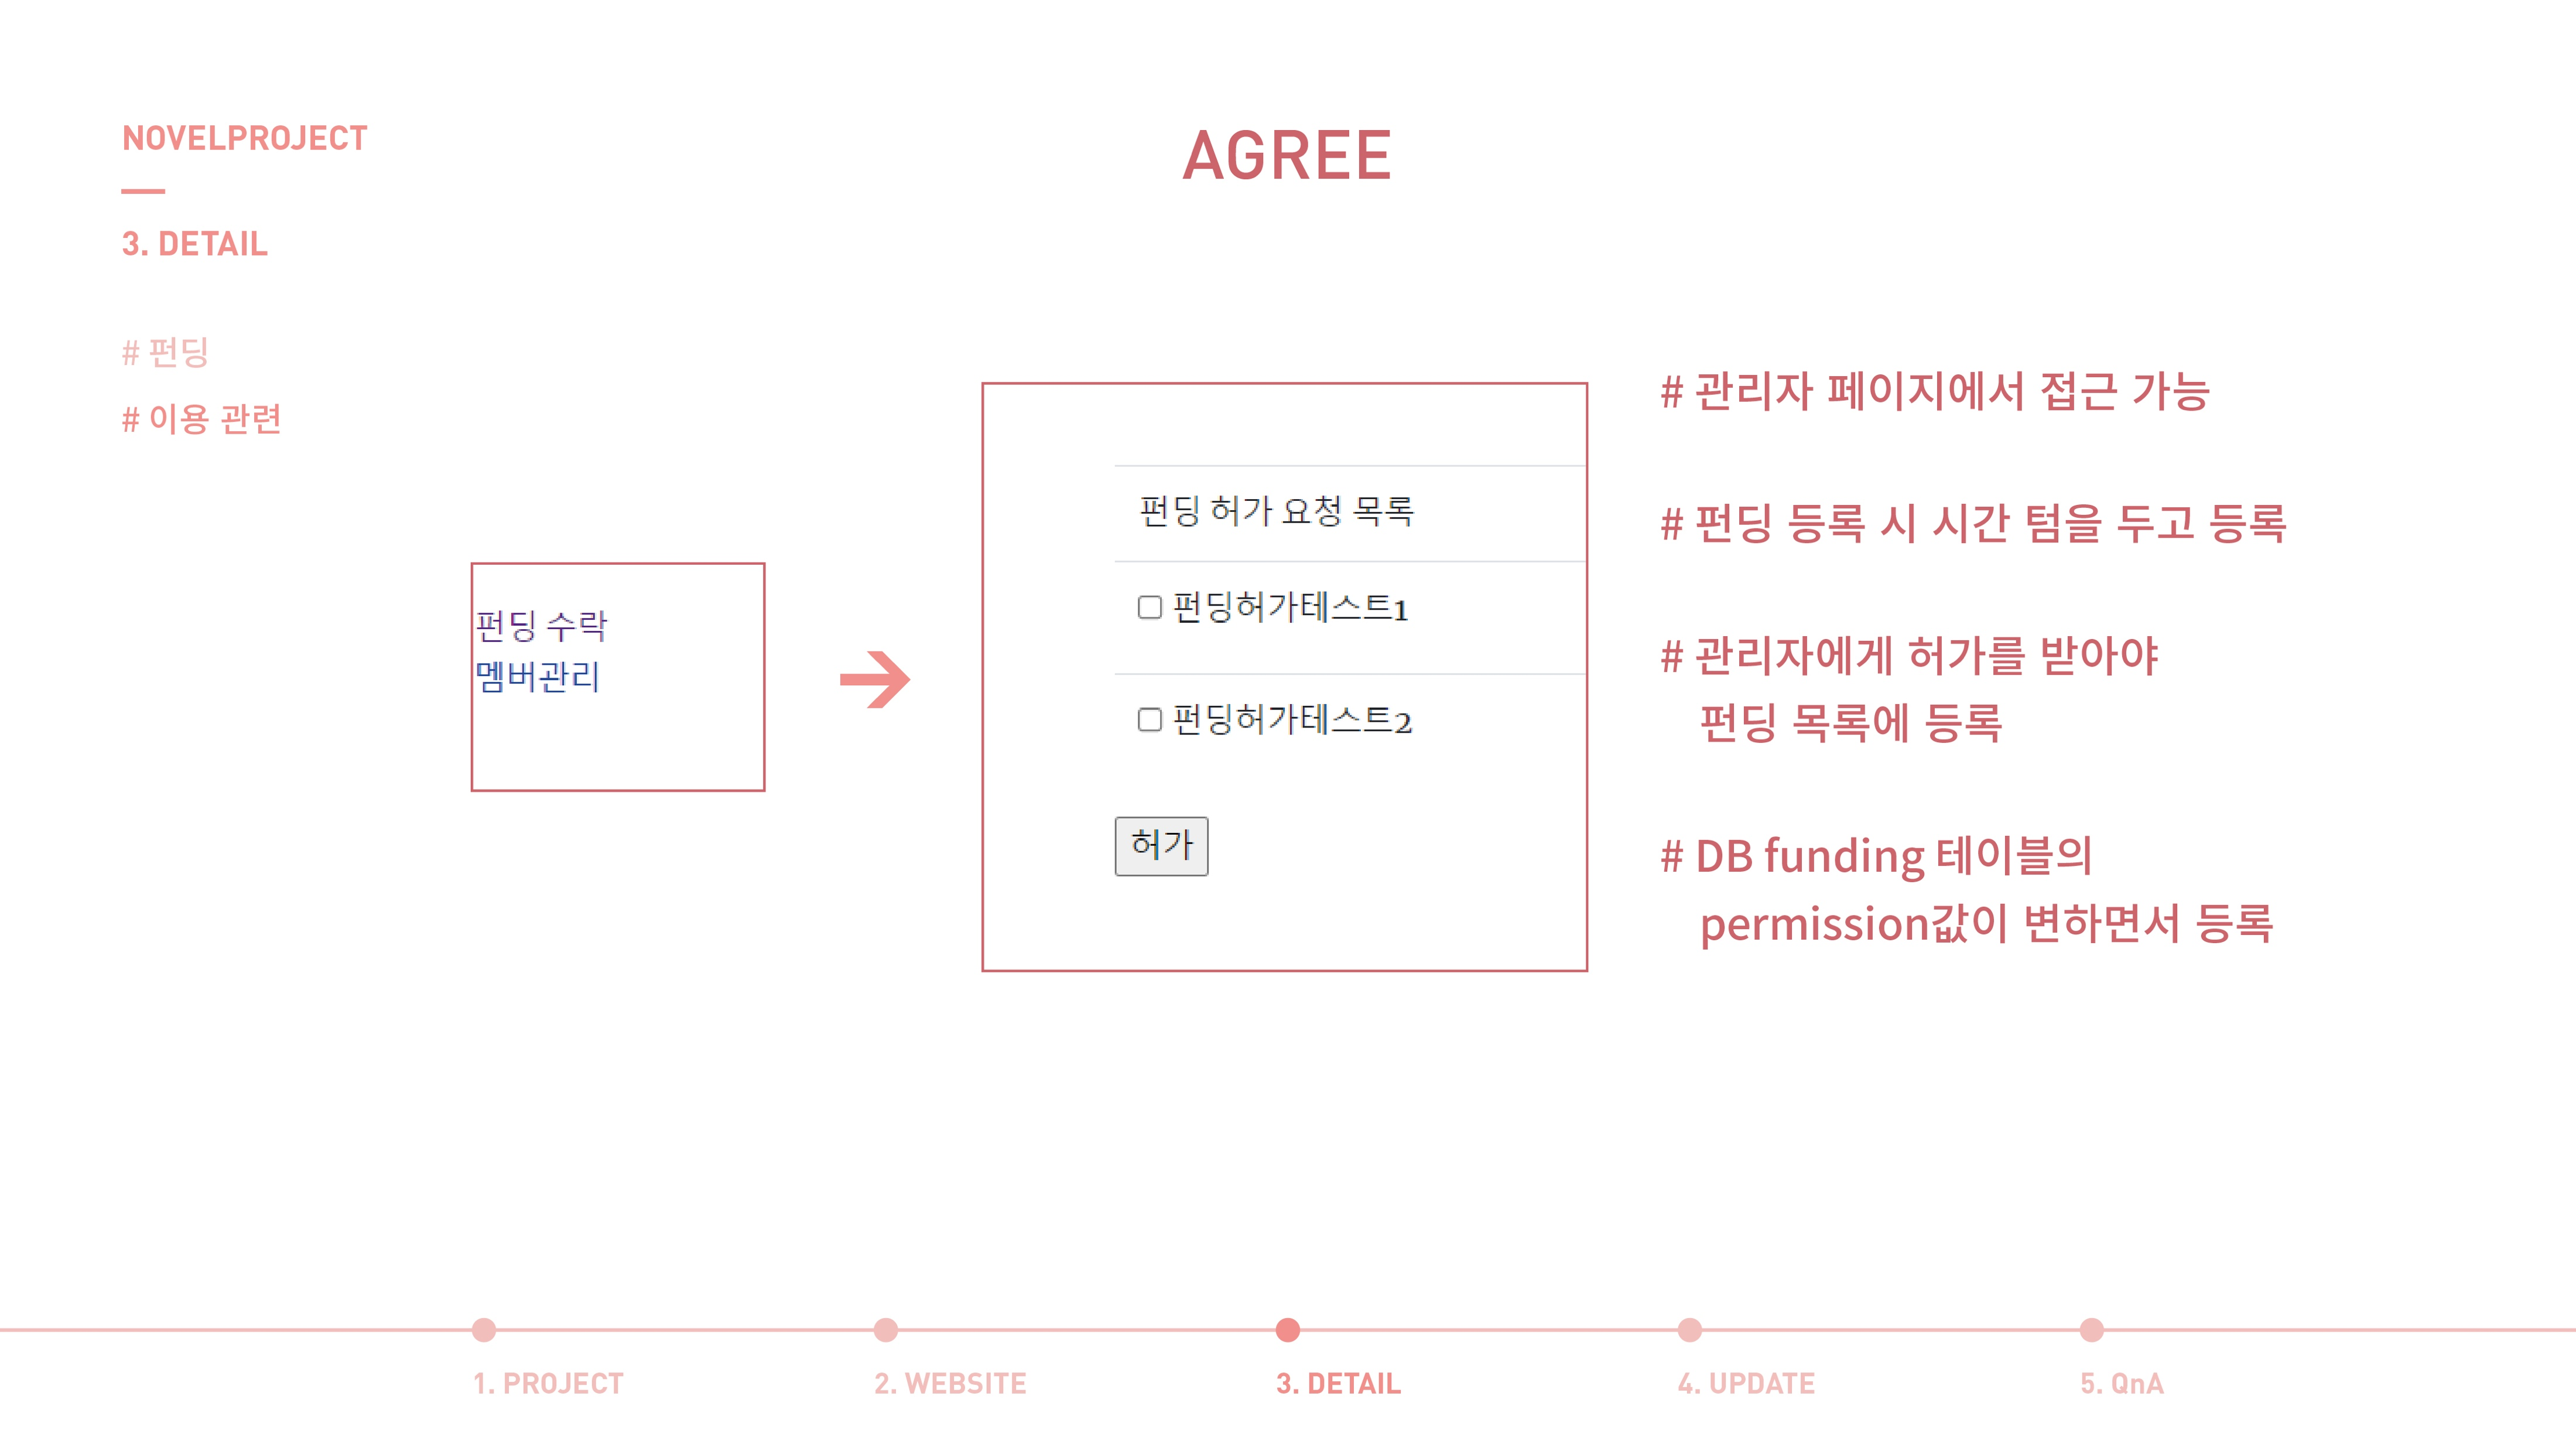 NOVELPROJECT
3. DETAIL
# 펀딩
# 이용 관련
AGREE
펀딩 수락
멤버관리
펀딩 허가 요청 목록
펀딩허가테스트1
펀딩허가테스트2
허가
# 관리자 페이지에서 접근 가능
# 펀딩 등록 시 시간 텀을 두고 등록
# 관리자에게 허가를 받아야
펀딩 목록에 등록
# DB funding 테이블의
permission값이 변하면서 등록
1. PROJECT
2. WEBSITE
3. DETAIL
4. UPDATE
5. QnA